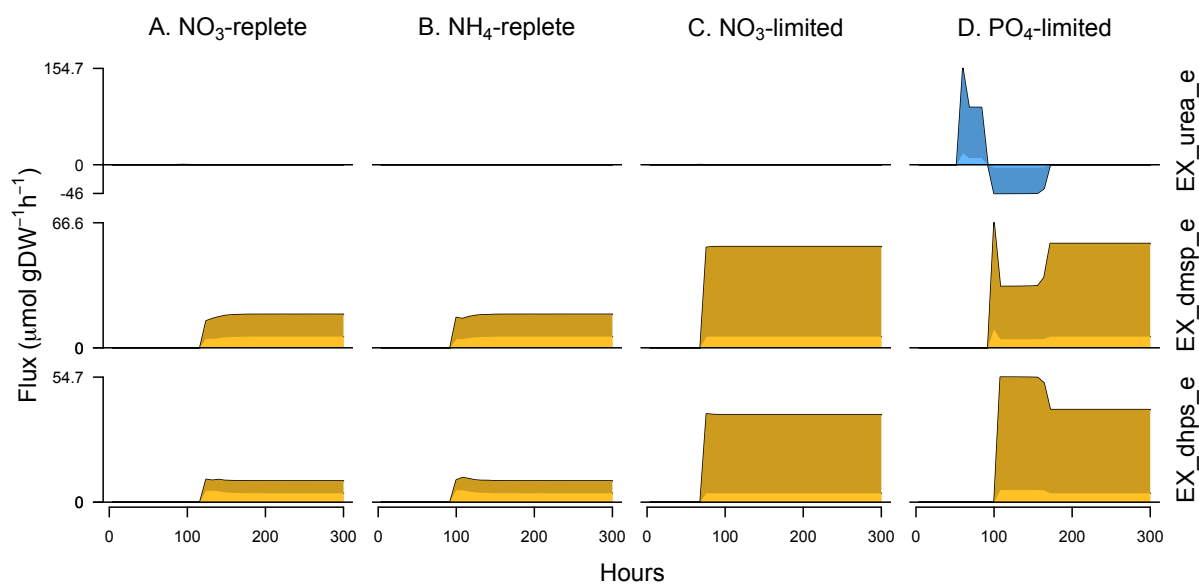 A. NO₃-replete
B. NH₄-replete
C. NO₃-limited
D. PO₄-limited
Flux (μmol gDW⁻¹h⁻¹)
154.7
0
-46
EX_urea_e
66.6
0
EX_dmsp_e
54.7
0
EX_dhps_e
0 100 200 300
0 100 200 300
0 100 200 300
0 100 200 300
Hours